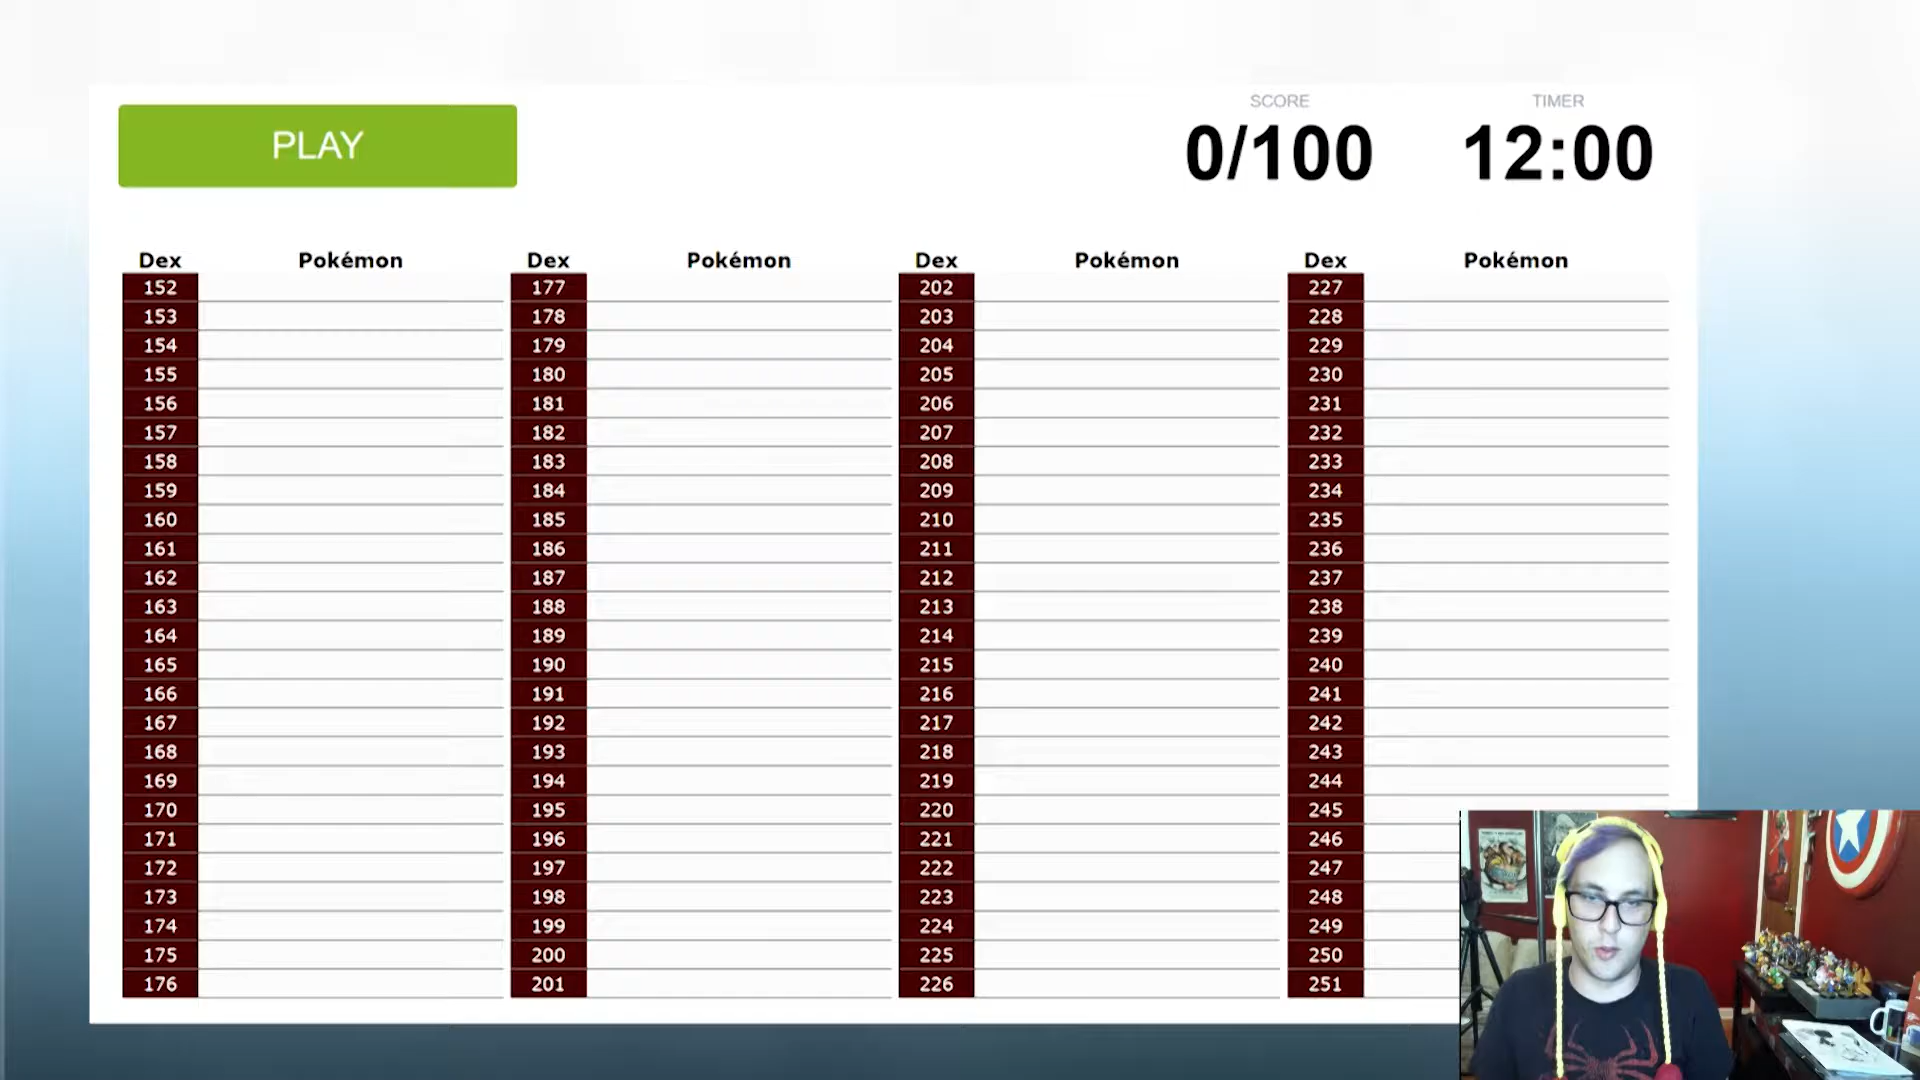 PLAY
SCORE
0/100
TIMER
12:00
Dex Pokémon Dex Pokémon Dex Pokémon Dex Pokémon
152 177 202 227
153 178 203 228
154 179 204 229
155 180 205 230
156 181 206 231
157 182 207 232
158 183 208 233
159 184 209 234
160 185 210 235
161 186 211 236
162 187 212 237
163 188 213 238
164 189 214 239
165 190 215 240
166 191 216 241
167 192 217 242
168 193 218 243
169 194 219 244
170 195 220 245
171 196 221 246
172 197 222 247
173 198 223 248
174 199 224 249
175 200 225 250
176 201 226 251